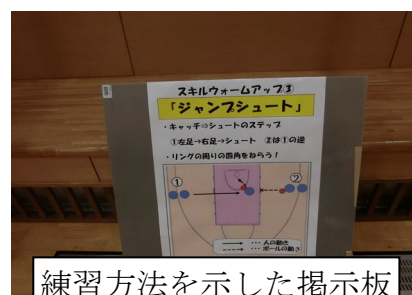 スキルウォームアップ③
「ジャンプシュート」
・キャッチ⇒シュートのステップ
①左足→右足→シュート ②は①の逆
・リングの周りの四角をねらう!
① ②
→ ・・・人の動き
--→ ・・・ボールの動き
練習方法を示した掲示板